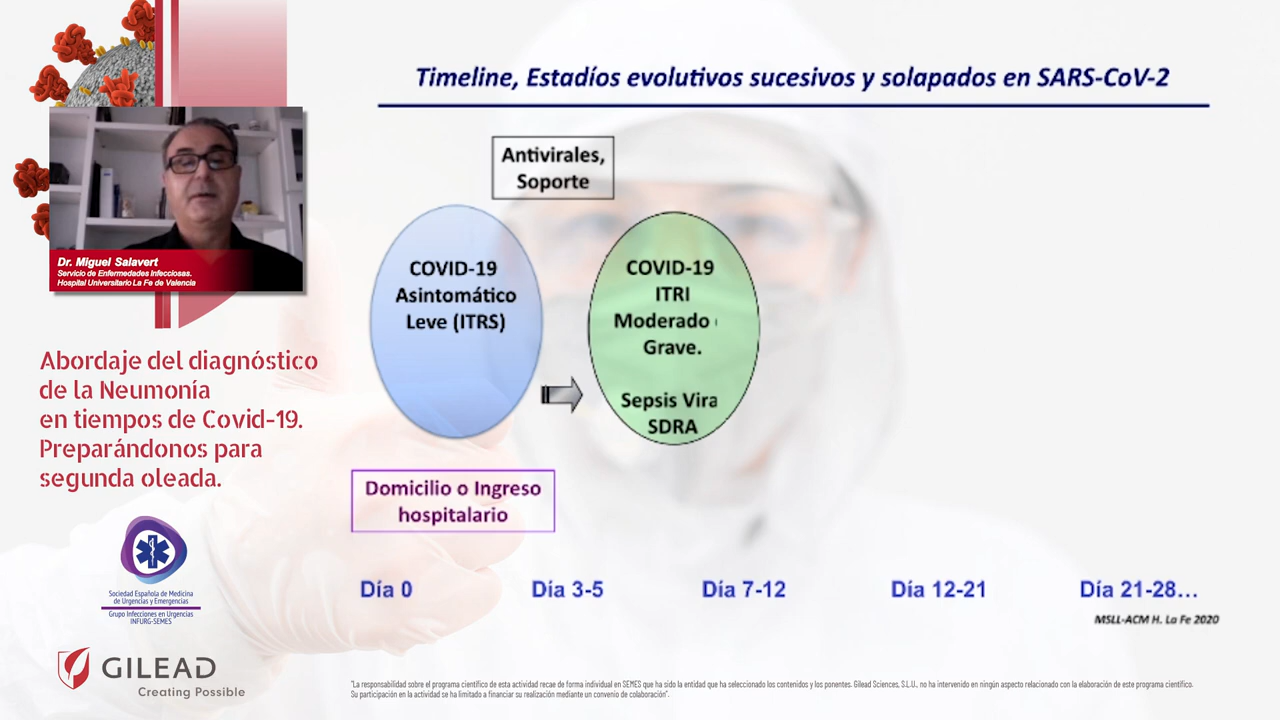 Timeline, Estadíos evolutivos sucesivos y solapados en SARS-CoV-2
Antivirales,
Soporte
COVID-19
Asintomático
Leve (ITRS)
COVID-19
ITRI
Moderado
Grave.
Sepsis Vira
SDRA
Domicilio o Ingreso
hospitalario
Día 0
Día 3-5
Día 7-12
Día 12-21
Día 21-28...
MSLL-ACM H. La Fe 2020
Dr. Miguel Salavert
Servicio de Enfermedades Infecciosas.
Hospital Universitario La Fe de Valencia
Abordaje del diagnóstico
de la Neumonía
en tiempos de Covid-19.
Preparándonos para
segunda oleada.
Sociedad Española de Medicina
de Urgencias y Emergencias
Grupo Infecciones en Urgencias
INFURG-SEMES
GILEAD
Creating Possible
"La responsabilidad sobre el programa científico de esta actividad recae de forma individual en SEMES que ha sido la entidad que ha seleccionado los contenidos y los ponentes. Gilead Sciences, S.L.U., no ha intervenido en ningún aspecto relacionado con la elaboración de este programa científico.
Su participación en la actividad se ha limitado a financiar su realización mediante un convenio de colaboración".